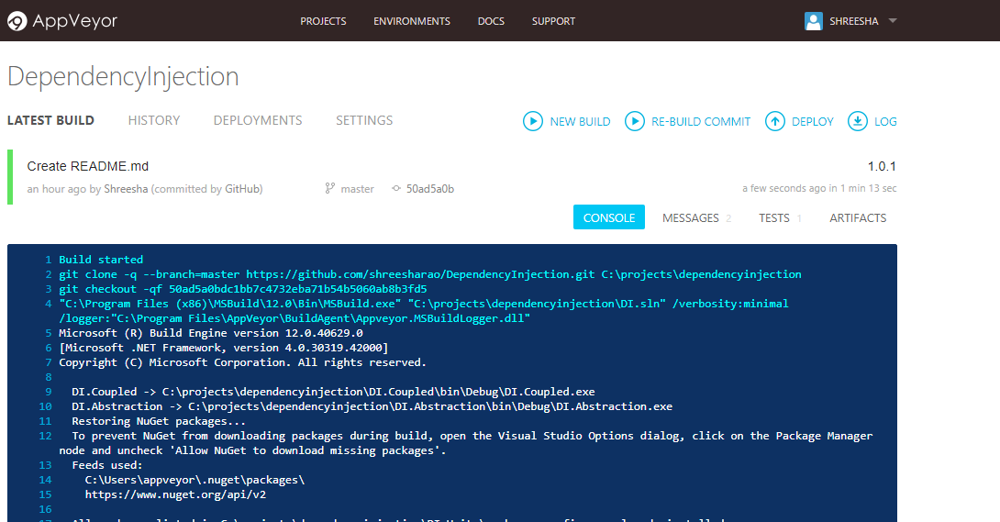 AppVeyor PROJECTS ENVIRONMENTS DOCS SUPPORT SHREESHA
DependencyInjection
LATEST BUILD HISTORY DEPLOYMENTS SETTINGS NEW BUILD RE-BUILD COMMIT DEPLOY LOG
Create README.md 1.0.1
an hour ago by Shreesha (committed by GitHub) master 50ad5a0b a few seconds ago in 1 min 13 sec
CONSOLE MESSAGES 2 TESTS 1 ARTIFACTS
1 Build started
2 git clone -q --branch=master https://github.com/shreesharao/DependencyInjection.git C:\projects\dependencyinjection
3 git checkout -qf 50ad5a0bdc1bb7c4732eba71b54b5060ab8b3fd5
4 "C:\Program Files (x86)\MSBuild\12.0\Bin\MSBuild.exe" "C:\projects\dependencyinjection\DI.sln" /verbosity:minimal
/logger:"C:\Program Files\AppVeyor\BuildAgent\Appveyor.MSBuildLogger.dll"
5 Microsoft (R) Build Engine version 12.0.40629.0
6 [Microsoft .NET Framework, version 4.0.30319.42000]
7 Copyright (C) Microsoft Corporation. All rights reserved.
8
9 DI.Coupled -> C:\projects\dependencyinjection\DI.Coupled\bin\Debug\DI.Coupled.exe
10 DI.Abstraction -> C:\projects\dependencyinjection\DI.Abstraction\bin\Debug\DI.Abstraction.exe
11 Restoring NuGet packages...
12 To prevent NuGet from downloading packages during build, open the Visual Studio Options dialog, click on the Package Manager
node and uncheck 'Allow NuGet to download missing packages'.
13 Feeds used:
14 C:\Users\appveyor\.nuget\packages\
15 https://www.nuget.org/api/v2
16